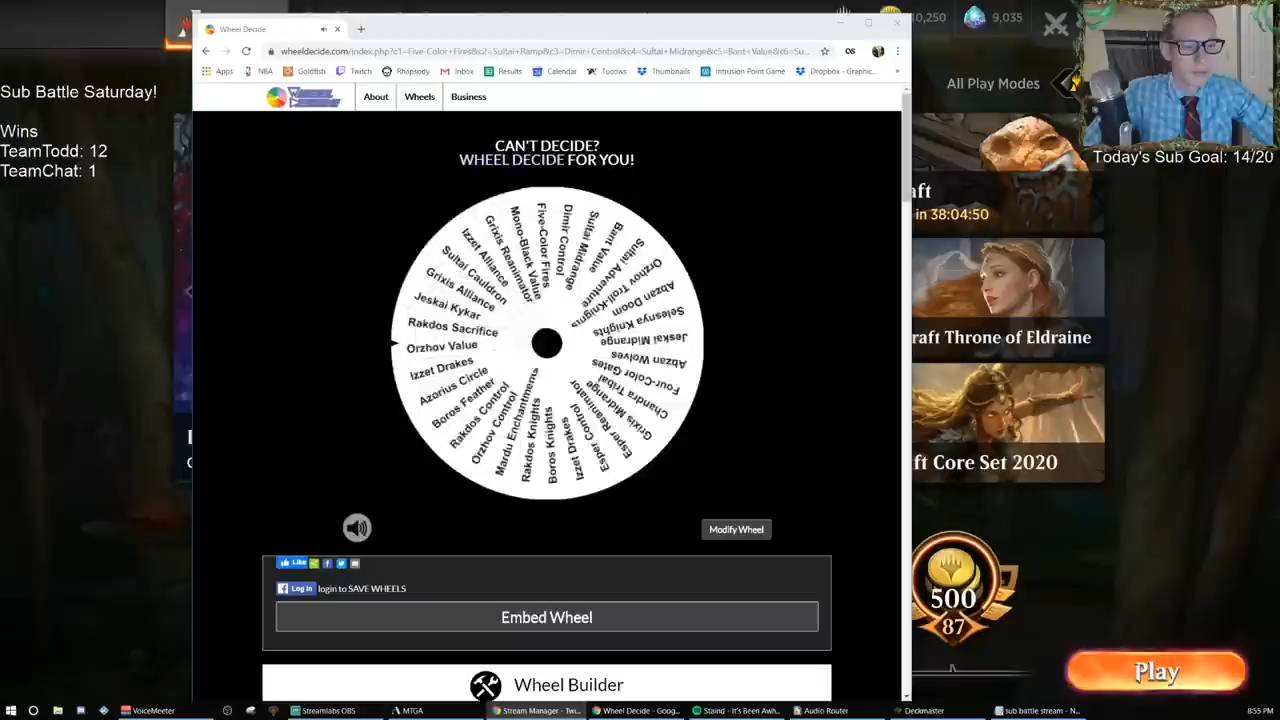 Sub Battle Saturday!
Wins
TeamTodd: 12
TeamChat: 1
Wheel Decide
wheeldecide.com/index.php?c1=Five-Color+Fires&c2=Sultai+Ramp&c3=Dimir+Control&c4=Sultai+Midrange&c5=Bant+Value&c6=Su...
OS
Apps
NBA
Goldfish
Twitch
Rhapsody
Inbox
Results
Calendar
Tucows
Thumbnails
Intrusion Point Game
Dropbox - Graphic...
»
About
Wheels
Business
CAN'T DECIDE?
WHEEL DECIDE FOR YOU!
Five-Color Fires
Dimir Control
Sultai Midrange
Bant Value
Sultai Adventure
Orzhov Troll-Knights
Abzan Doom
Selesnya Knights
Jeskai Midrange
Abzan Wolves
Four-Color Gates
Chandra Tribal
Grixis Midrange
Esper Reanimator
Esper Control
Izzet Drakes
Boros Knights
Rakdos Knights
Mardu Enchantments
Orzhov Control
Rakdos Control
Boros Feather
Azorius Circle
Izzet Drakes
Orzhov Value
Rakdos Sacrifice
Jeskai Kykar
Grixis Alliance
Sultai Cauldron
Izzet Alliance
Grixis Reanimator
Mono-Black Value
Modify Wheel
Like
Log in
login to SAVE WHEELS
Embed Wheel
Wheel Builder
9,035
All Play Modes
Today's Sub Goal: 14/20
aft
in 38:04:50
raft Throne of Eldraine
ft Core Set 2020
500
87
Play
VoiceMeeter
Streamlabs OBS
MTGA
Stream Manager - Twi...
Wheel Decide - Goog...
Staind - It's Been Awh...
Audio Router
Deckmaster
sub battle stream - N...
8:55 PM